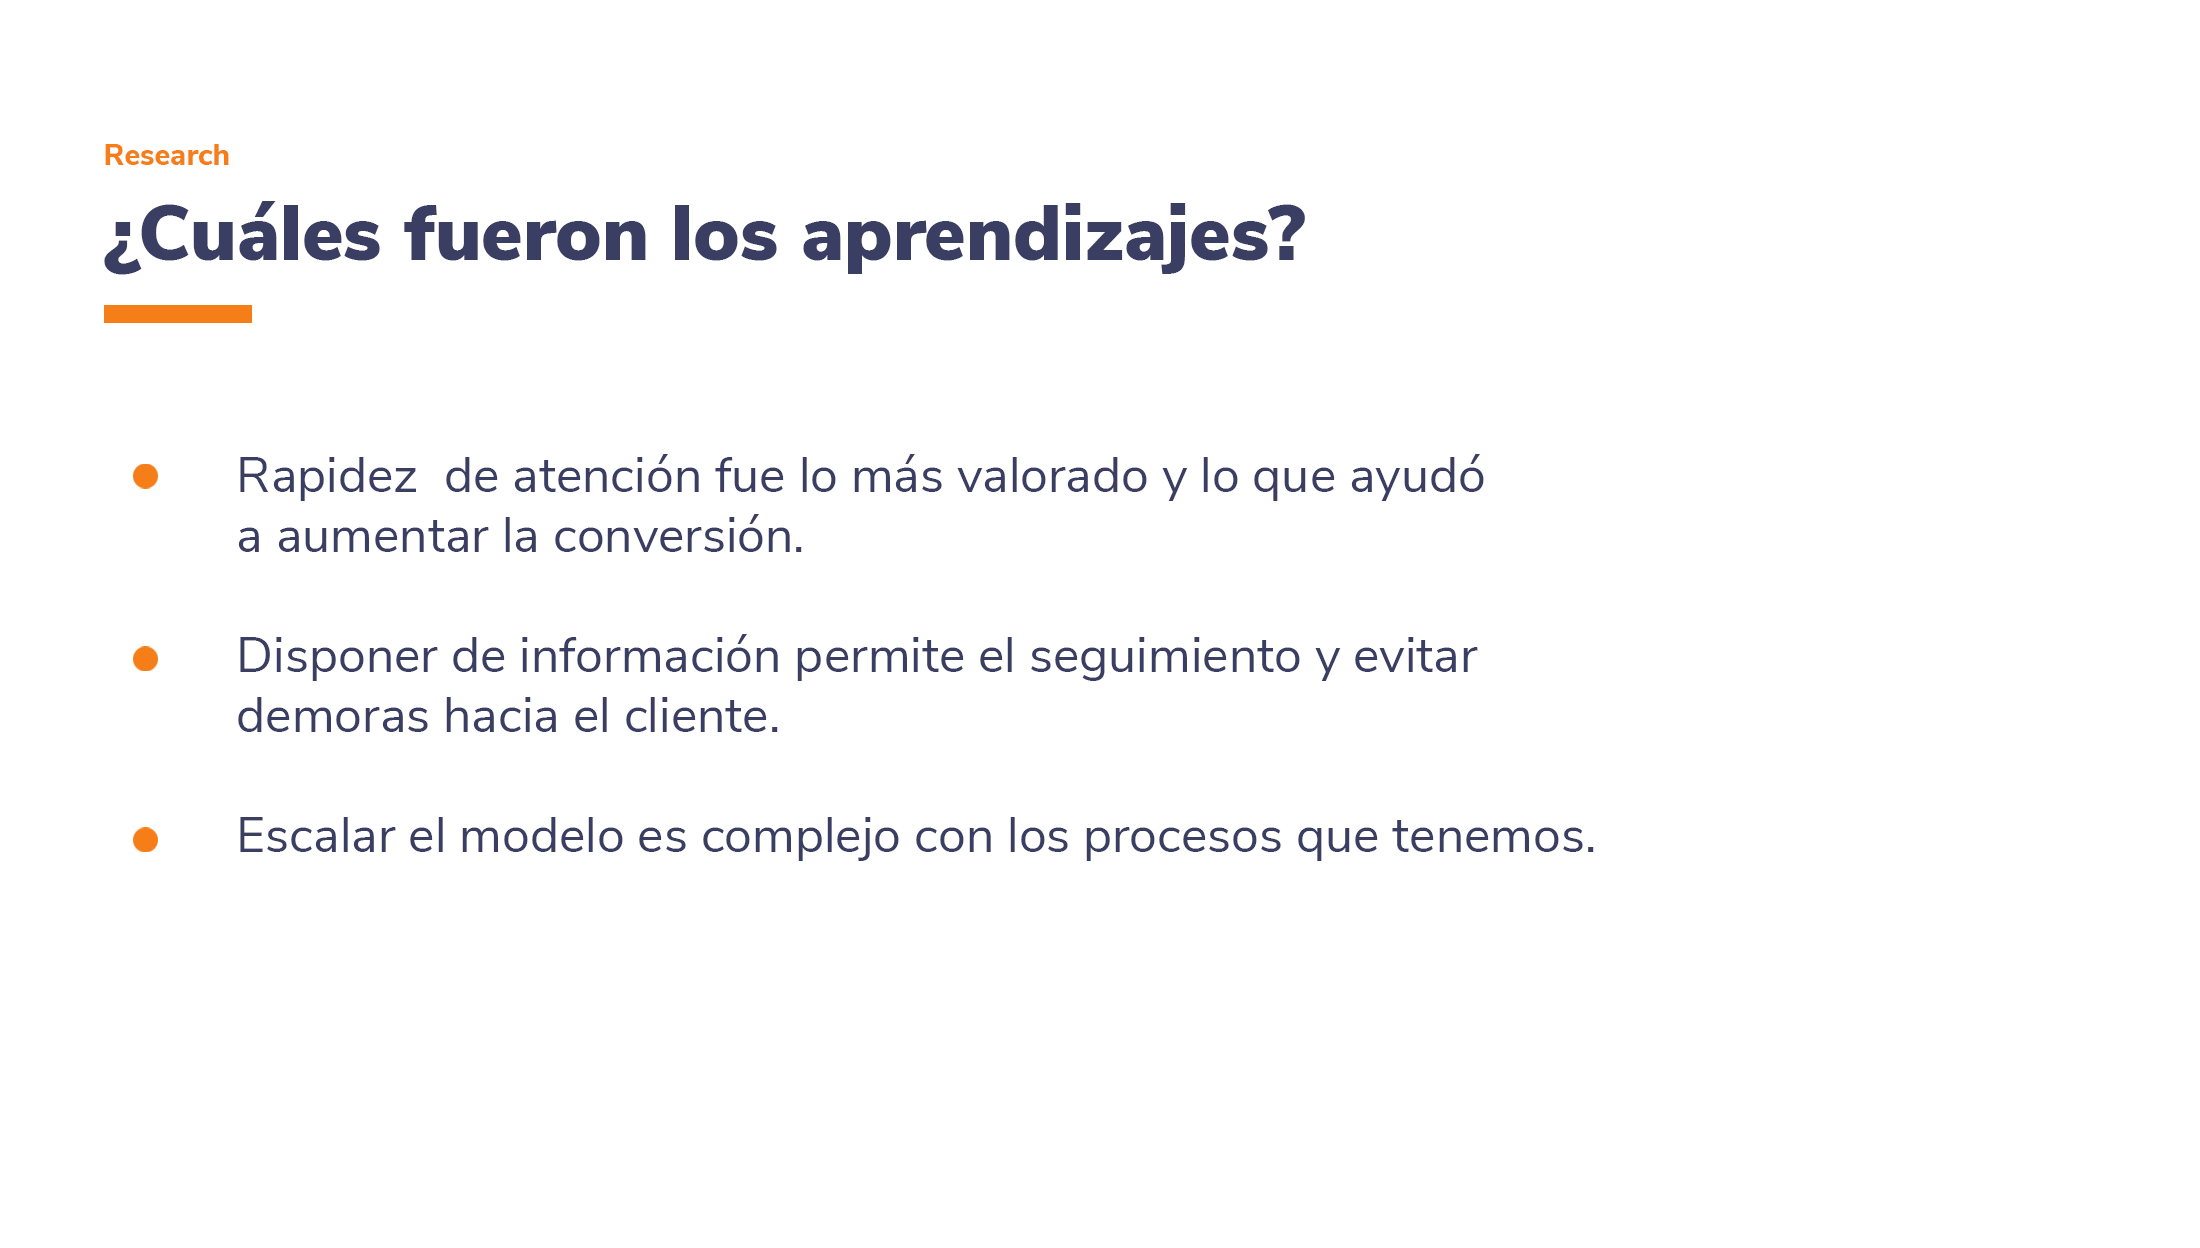 Research
¿Cuáles fueron los aprendizajes?
Rapidez  de atención fue lo más valorado y lo que ayudó
a aumentar la conversión.
Disponer de información permite el seguimiento y evitar
demoras hacia el cliente.
Escalar el modelo es complejo con los procesos que tenemos.